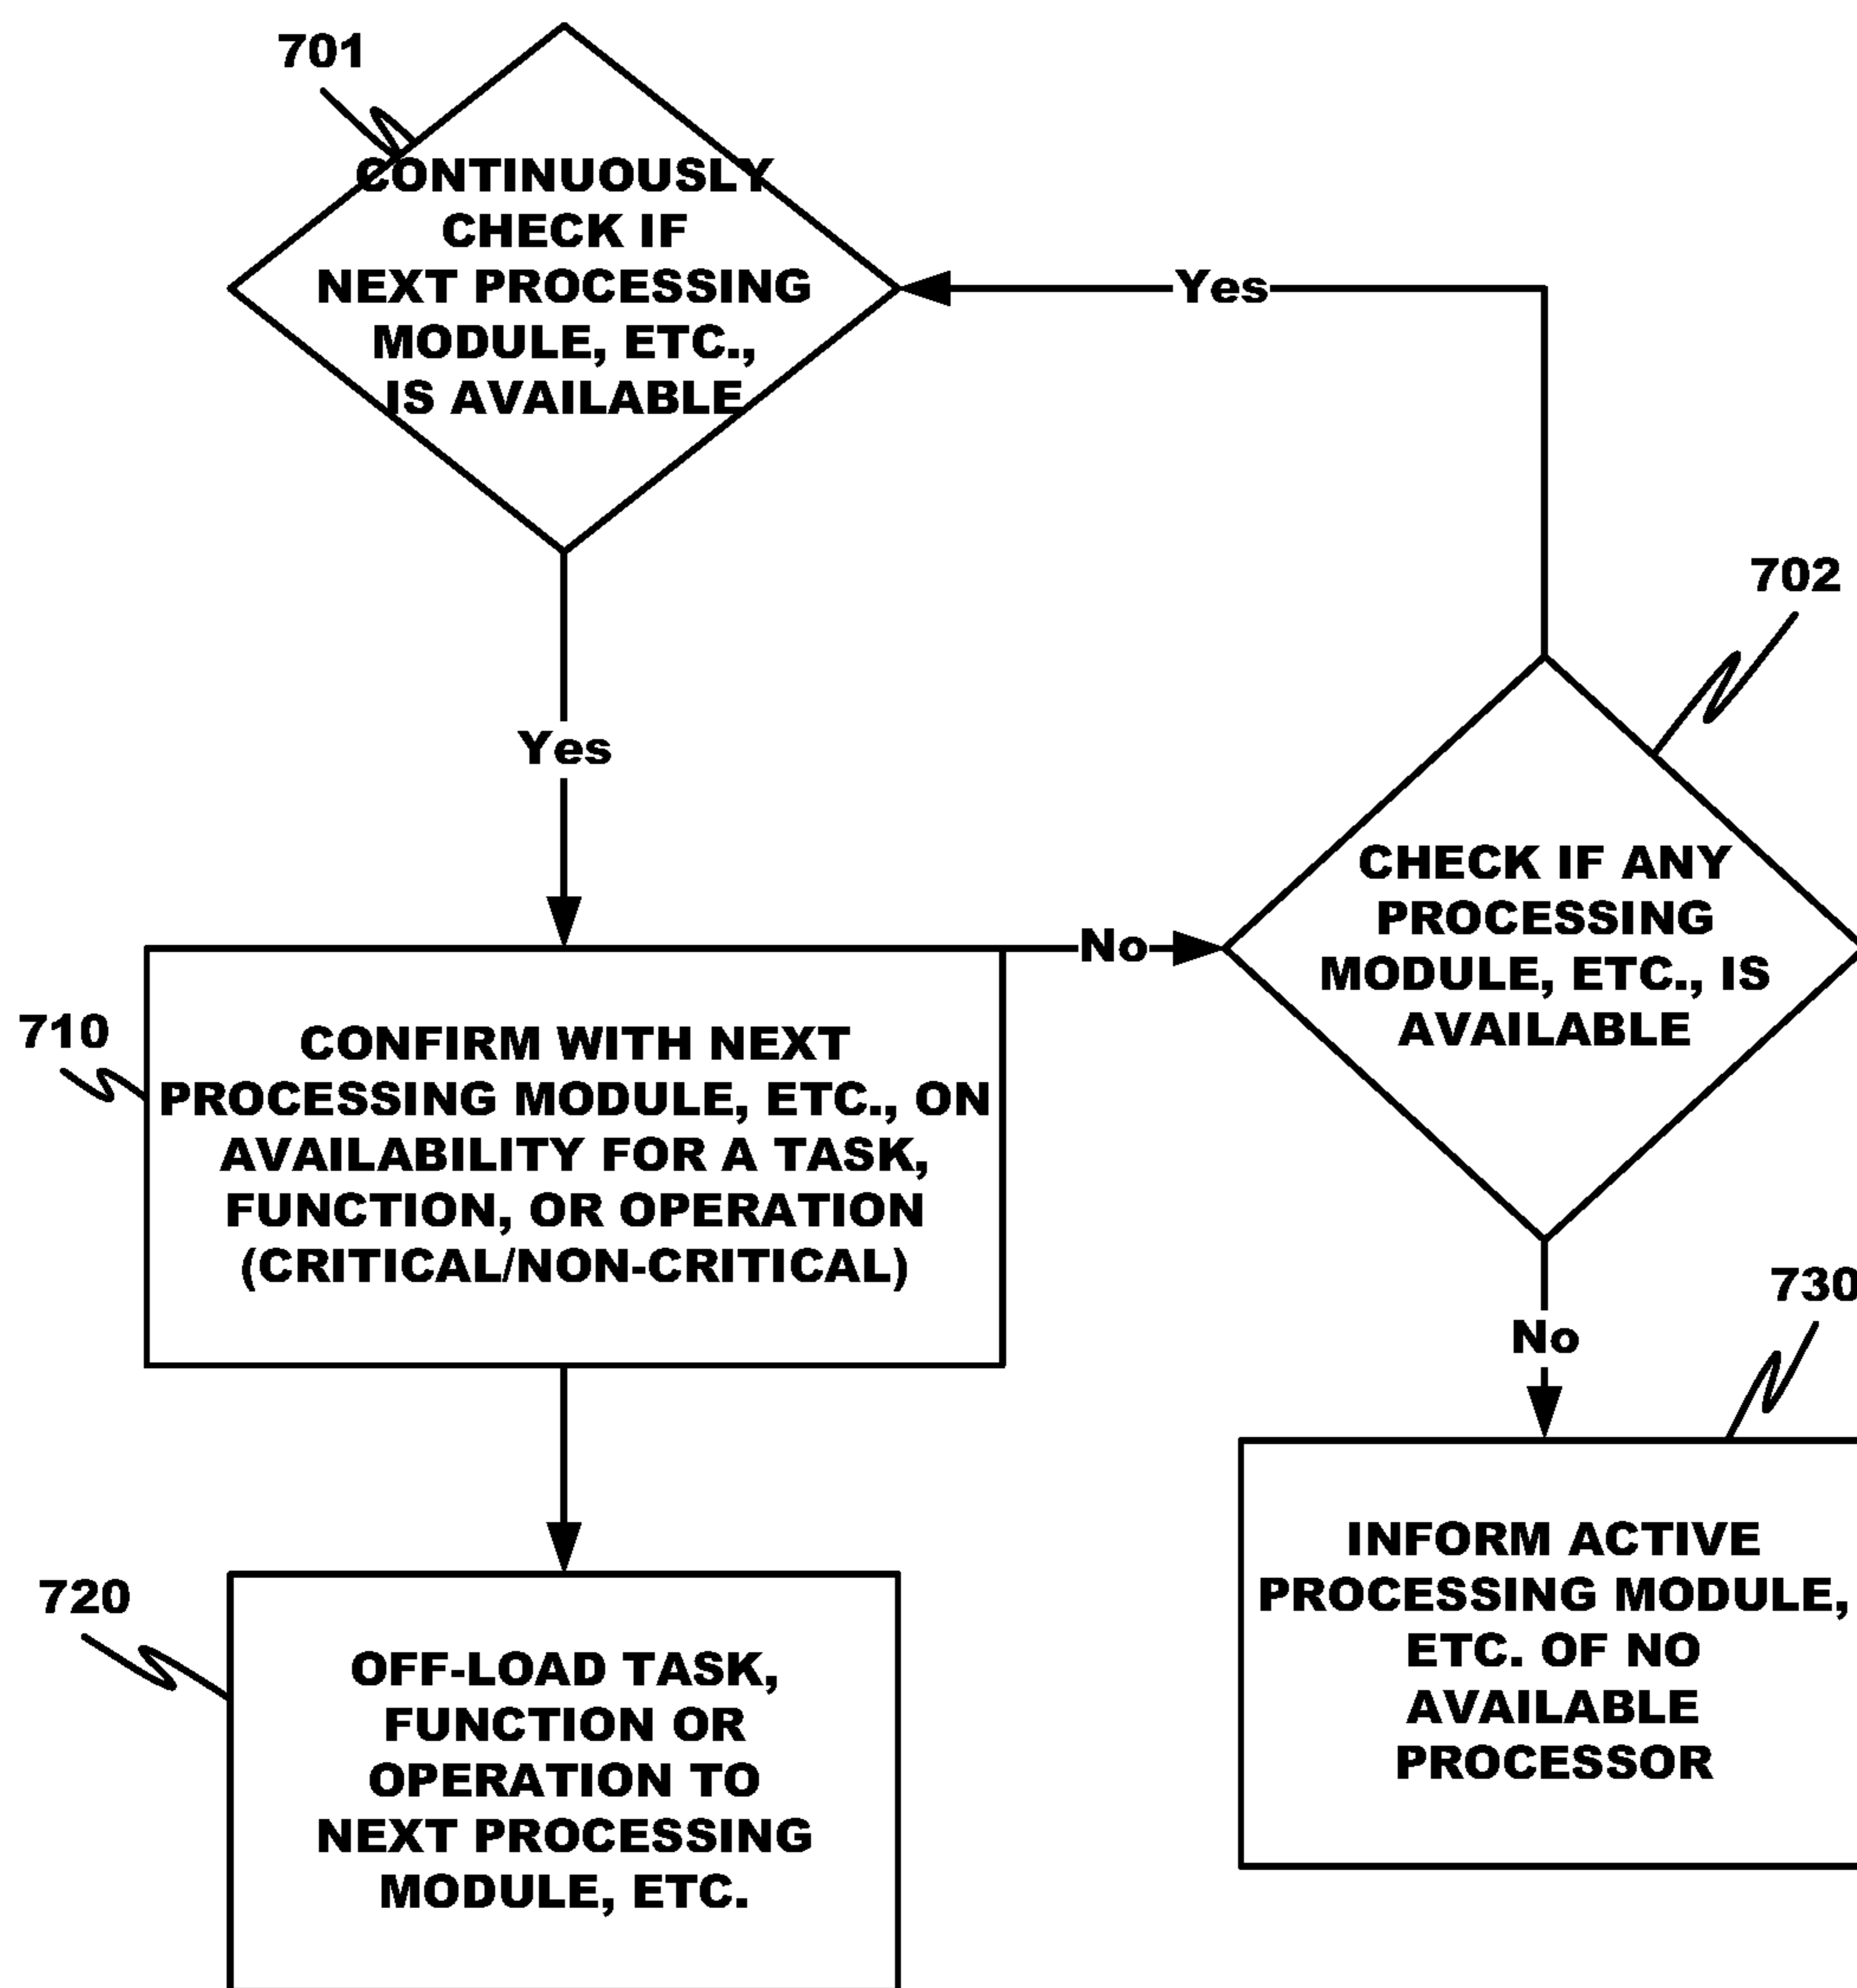 701
CONTINUOUSLY
CHECK IF
NEXT PROCESSING
MODULE, ETC.,
IS AVAILABLE
Yes
702
Yes
CHECK IF ANY
PROCESSING
MODULE, ETC., IS
AVAILABLE
No
710
CONFIRM WITH NEXT
PROCESSING MODULE, ETC., ON
AVAILABILITY FOR A TASK,
FUNCTION, OR OPERATION
(CRITICAL/NON-CRITICAL)
No
730
INFORM ACTIVE
PROCESSING MODULE,
ETC. OF NO
AVAILABLE
PROCESSOR
720
OFF-LOAD TASK,
FUNCTION OR
OPERATION TO
NEXT PROCESSING
MODULE, ETC.